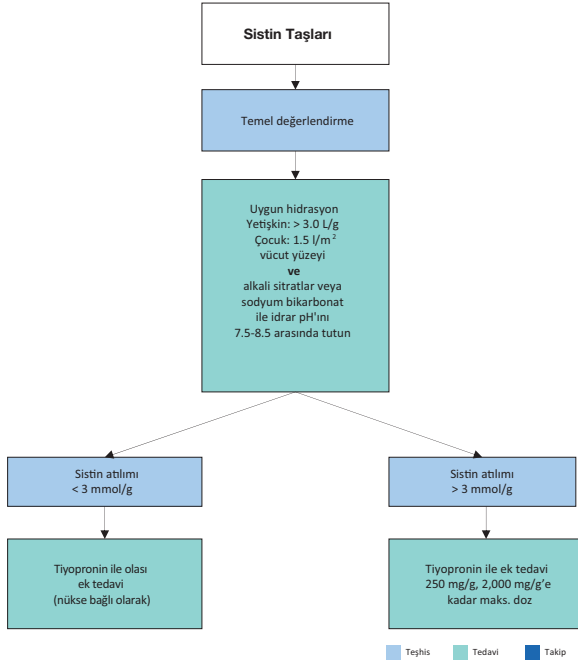 Sistin Taşları
Temel değerlendirme
Uygun hidrasyon
Yetişkin: > 3.0 L/g
Çocuk: 1.5 l/m²
vücut yüzeyi
ve
alkali sitratlar veya
sodyum bikarbonat
ile idrar pH'ını
7.5-8.5 arasında tutun
Sistin atılımı
< 3 mmol/g
Sistin atılımı
> 3 mmol/g
Tiyopronin ile olası
ek tedavi
(nükse bağlı olarak)
Tiyopronin ile ek tedavi
250 mg/g, 2,000 mg/g'e
kadar maks. doz
Teşhis
Tedavi
Takip